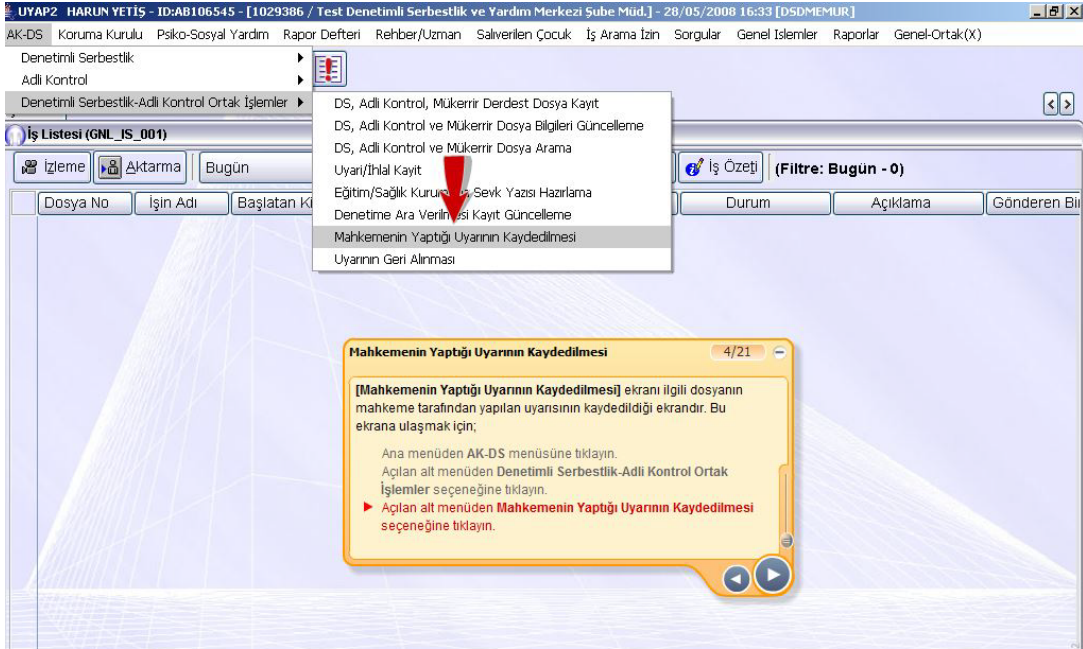 UYAP2 HARUN YETİŞ - ID:AB106545 - [1029386 / Test Denetimli Serbestlik ve Yardım Merkezi Şube Müd.] - 28/05/2008 16:33 [DSDMEMUR]
AK-DS Koruma Kurulu Psiko-Sosyal Yardım Rapor Defteri Rehber/Uzman Salıverilen Çocuk İş Arama İzin Sorgular Genel Islemler Raporlar Genel-Ortak(X)
Denetimli Serbestlik
Adli Kontrol
Denetimli Serbestlik-Adli Kontrol Ortak İşlemler
DS, Adli Kontrol, Mükerrir Derdest Dosya Kayıt
DS, Adli Kontrol ve Mükerrir Dosya Bilgileri Güncelleme
DS, Adli Kontrol ve Mükerrir Dosya Arama
Uyari/İhlal Kayit
Eğitim/Sağlık Sevk Yazısı Hazırlama
Denetime Ara Kayıt Güncelleme
Mahkemenin Yaptığı Uyarının Kaydedilmesi
Uyarının Geri Alınması
İş Listesi (GNL_IS_001)
İzleme Aktarma Bugün İş Özeti (Filtre: Bugün - 0)
Dosya No İşin Adı Başlatan Durum Açıklama Gönderen
Mahkemenin Yaptığı Uyarının Kaydedilmesi 4/21
[Mahkemenin Yaptığı Uyarının Kaydedilmesi] ekranı ilgili dosyanın
mahkeme tarafından yapılan uyarısının kaydedildiği ekrandır. Bu
ekrana ulaşmak için;
Ana menüden AK-DS menüsüne tıklayın.
Açılan alt menüden Denetimli Serbestlik-Adli Kontrol Ortak
İşlemler seçeneğine tıklayın.
Açılan alt menüden Mahkemenin Yaptığı Uyarının Kaydedilmesi
seçeneğine tıklayın.